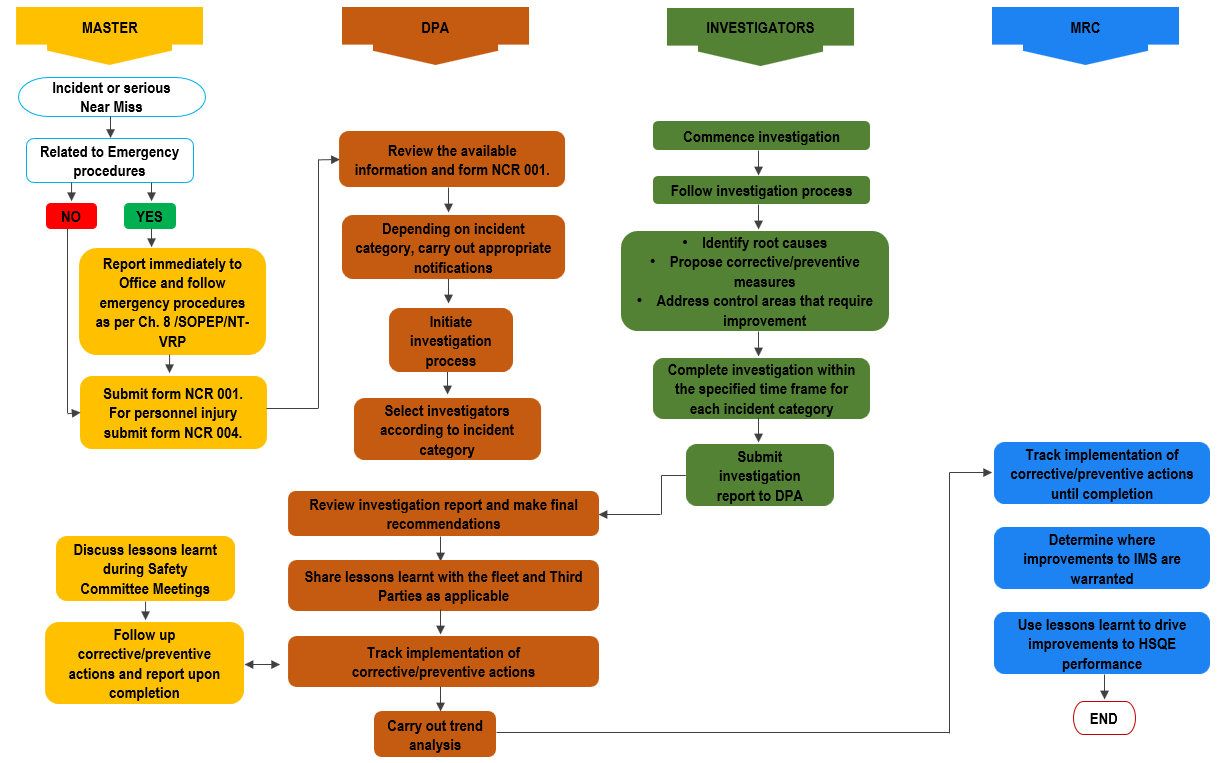 MASTER
DPA
INVESTIGATORS
MRC
Incident or serious
Near Miss
Related to Emergency
procedures
NO
YES
Report immediately to
Office and follow
emergency procedures
as per Ch. 8 /SOPEP/NT-
VRP
Submit form NCR 001.
For personnel injury
submit form NCR 004.
Discuss lessons learnt
during Safety
Committee Meetings
Follow up
corrective/preventive
actions and report upon
completion
Review the available
information and form NCR 001.
Depending on incident
category, carry out appropriate
notifications
Initiate
investigation
process
Select investigators
according to incident
category
Review investigation report and make final
recommendations
Share lessons learnt with the fleet and Third
Parties as applicable
Track implementation of
corrective/preventive actions
Carry out trend
analysis
Commence investigation
Follow investigation process
• Identify root causes
• Propose corrective/preventive
measures
• Address control areas that require
improvement
Complete investigation within
the specified time frame for
each incident category
Submit
investigation
report to DPA
Track implementation of
corrective/preventive actions
until completion
Determine where
improvements to IMS are
warranted
Use lessons learnt to drive
improvements to HSQE
performance
END